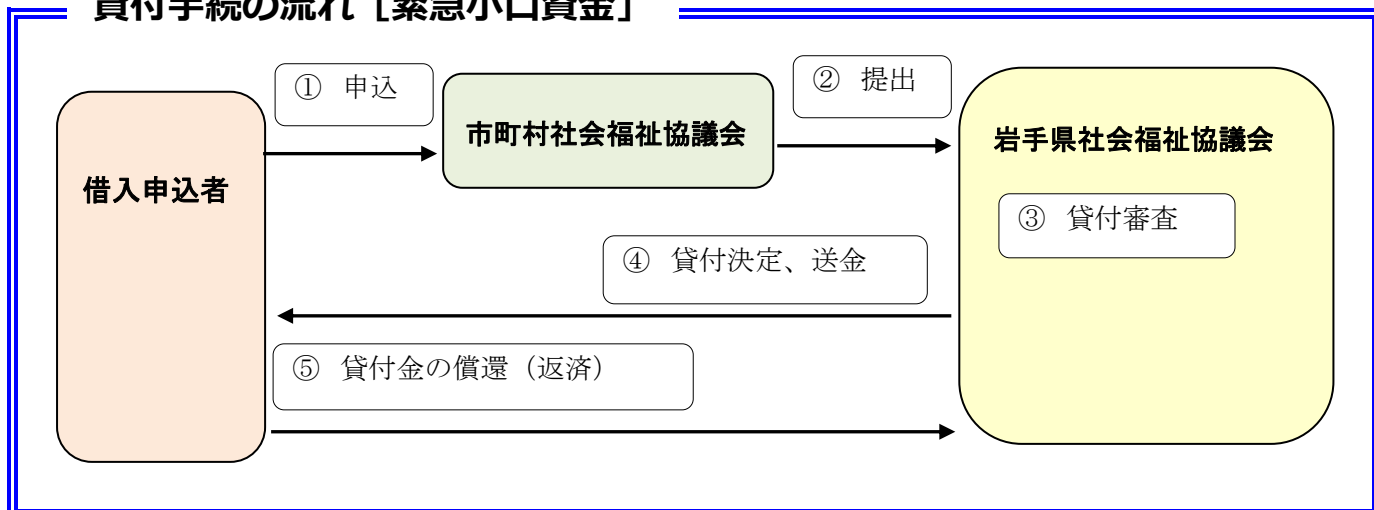 貸付手続の流れ［緊急小口資金］
① 申込
② 提出
市町村社会福祉協議会
岩手県社会福祉協議会
借入申込者
③ 貸付審査
④ 貸付決定、送金
⑤ 貸付金の償還（返済）